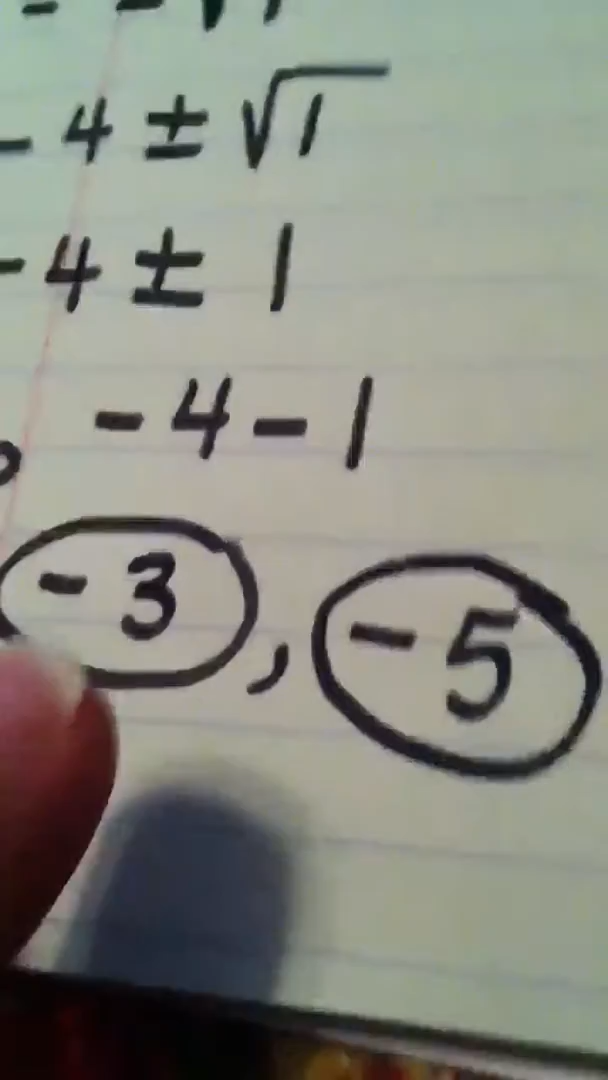 - 4 ± √1
- 4 ± 1
- 4 - 1
- 3 , - 5